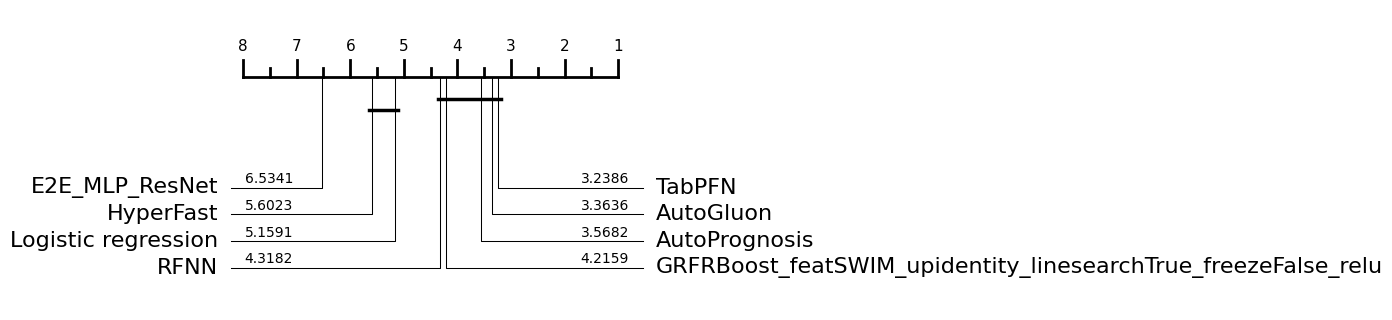 8 7 6 5 4 3 2 1
E2E_MLP_ResNet 6.5341 3.2386 TabPFN
HyperFast 5.6023 3.3636 AutoGluon
Logistic regression 5.1591 3.5682 AutoPrognosis
RFNN 4.3182 4.2159 GRFRBoost_featSWIM_upidentity_linesearchTrue_freezeFalse_relu